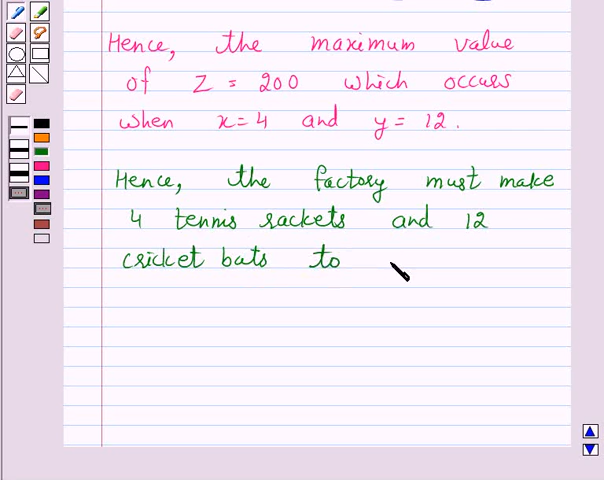 Hence, the maximum value
of Z = 200 which occurs
when x=4 and y = 12.
Hence, the factory must make
4 tennis rackets and 12
cricket bats to